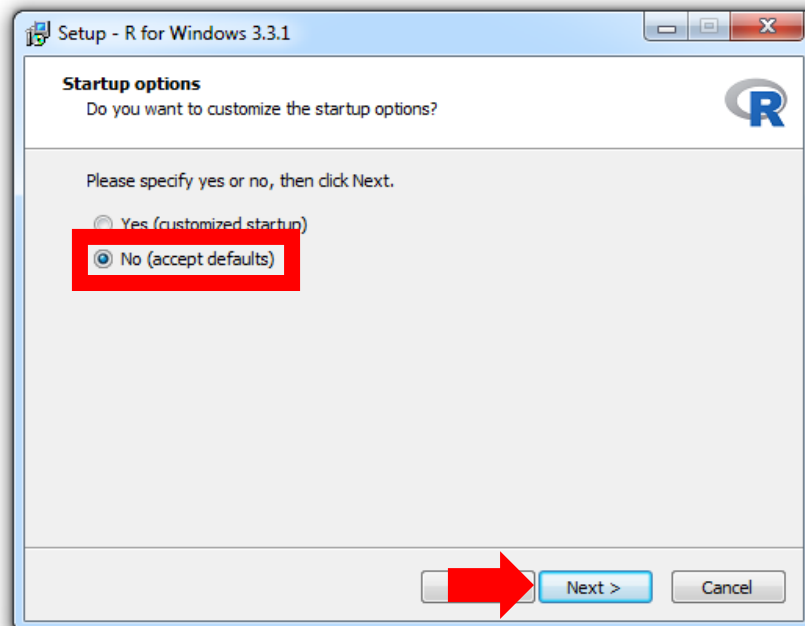 Setup - R for Windows 3.3.1
Startup options
Do you want to customize the startup options?
R
Please specify yes or no, then click Next.
Yes (customized startup)
No (accept defaults)
Next >
Cancel